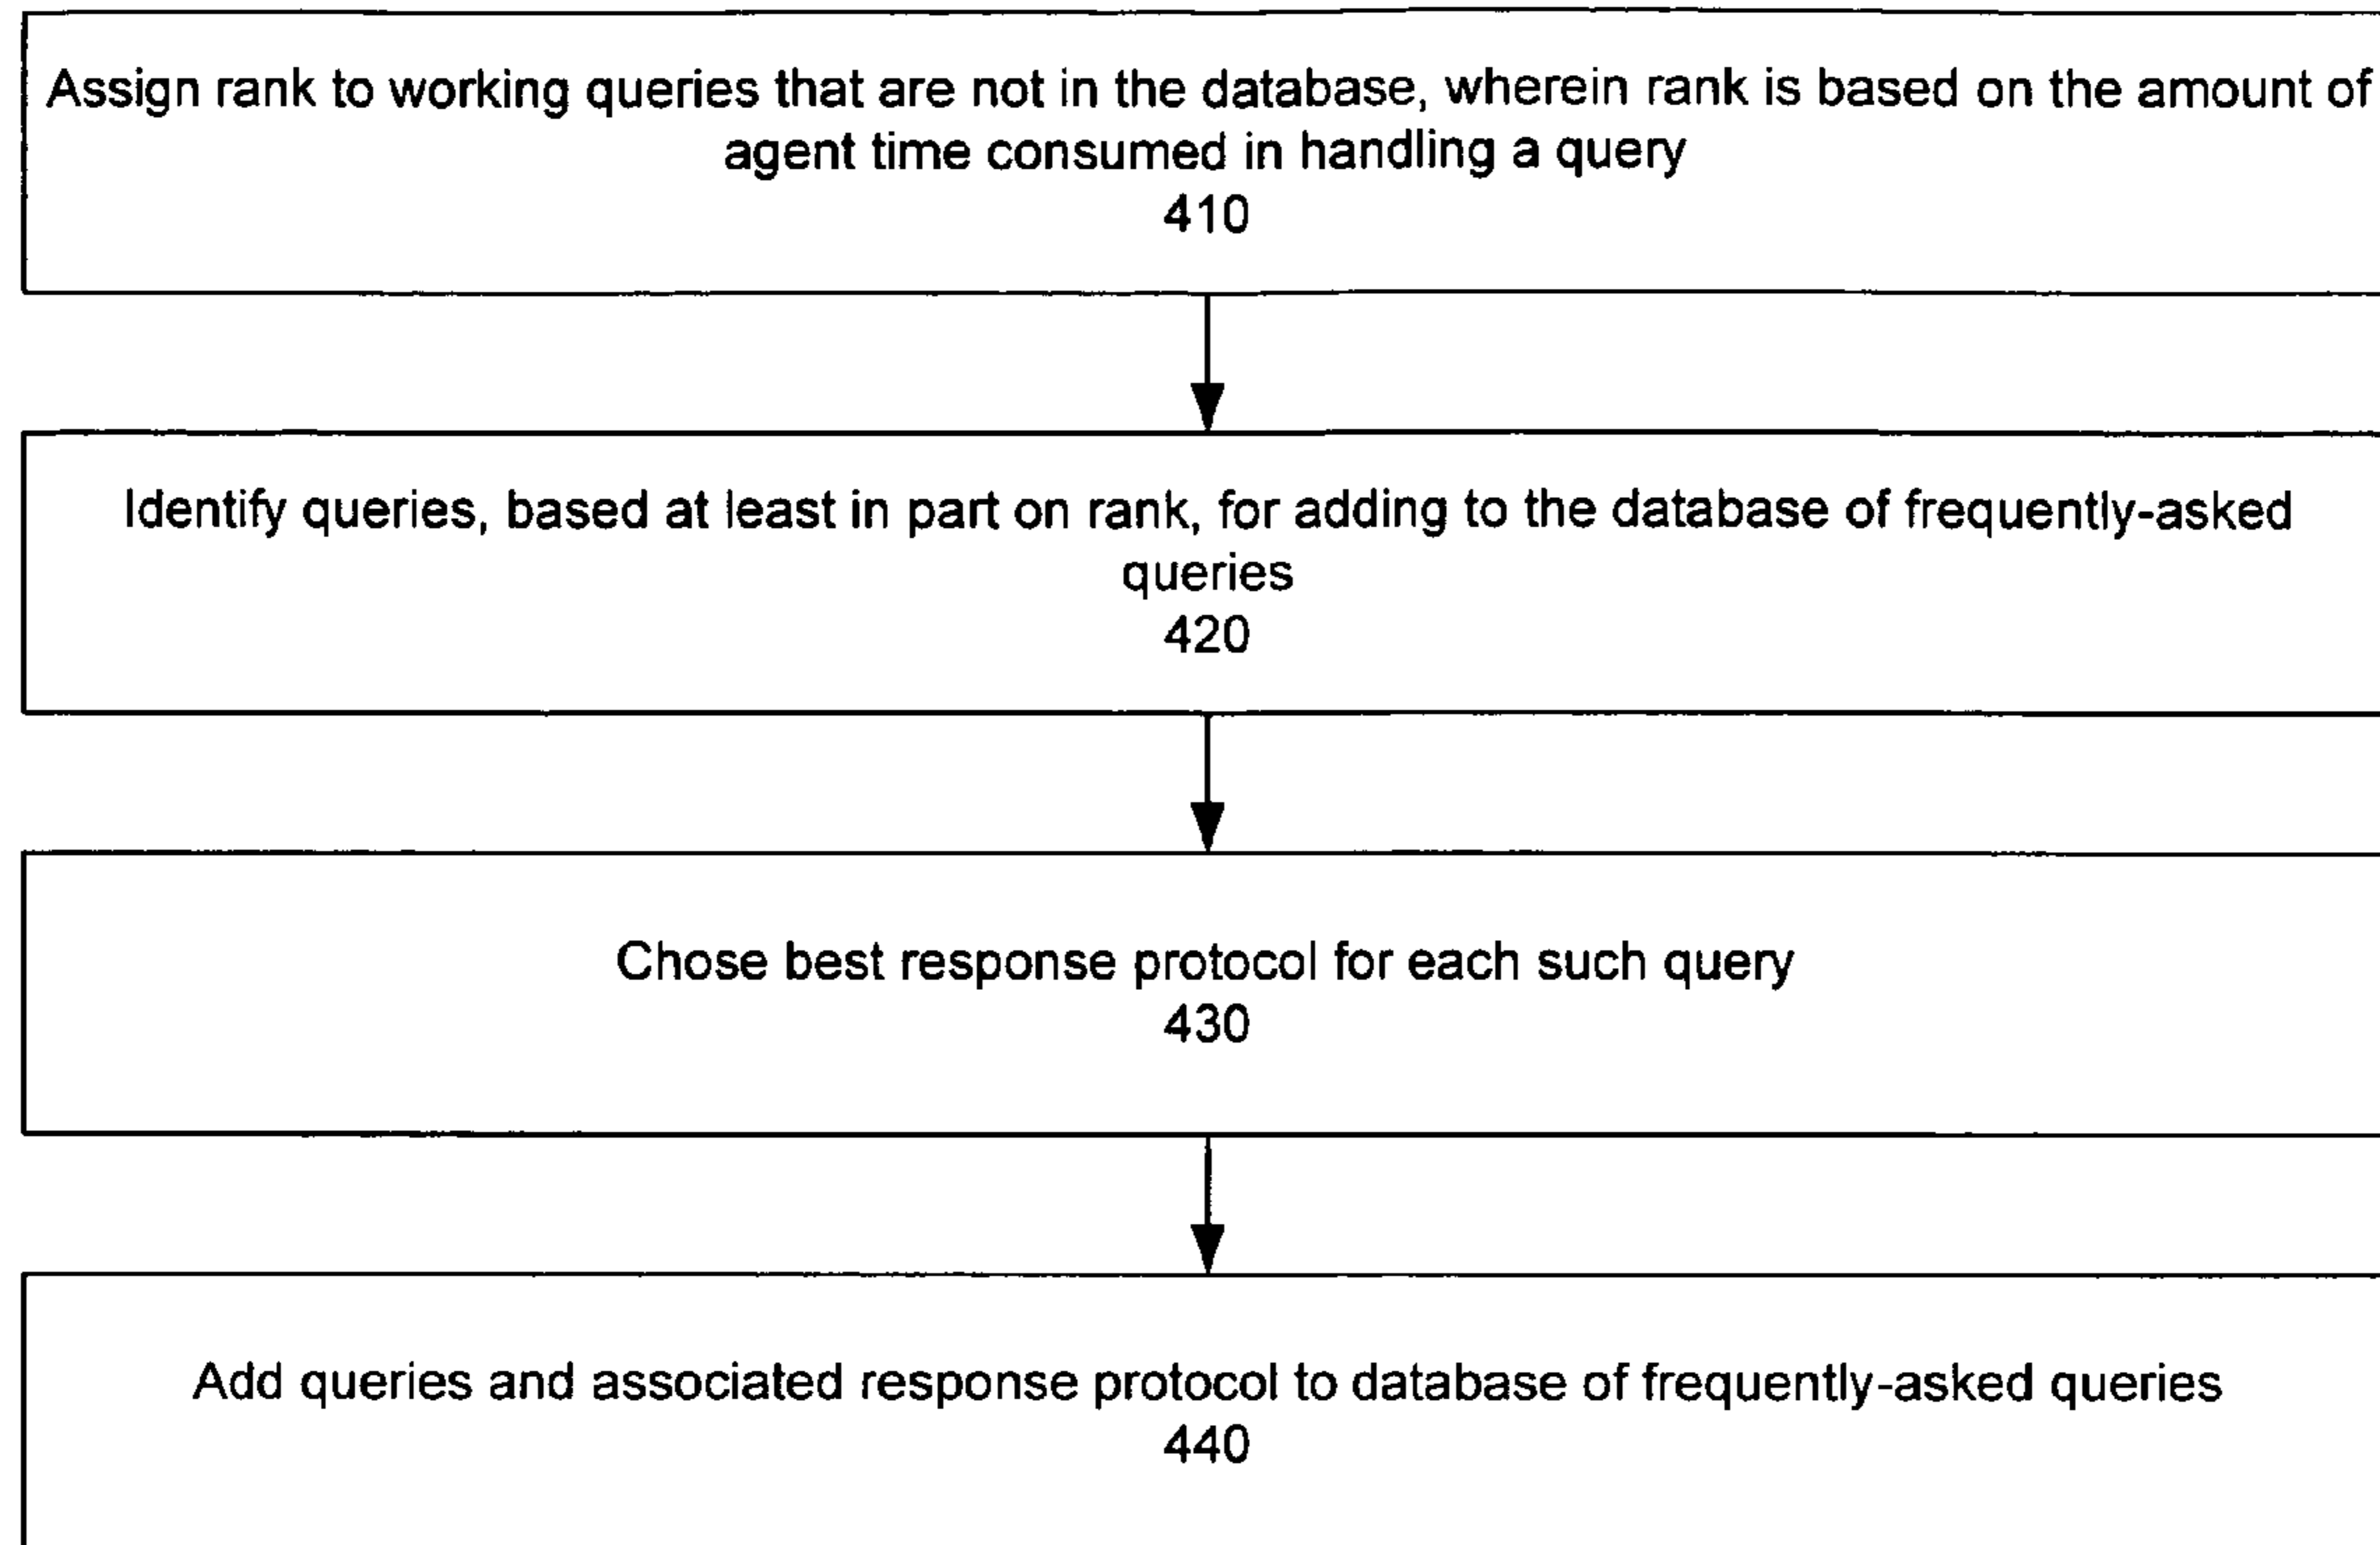 Assign rank to working queries that are not in the database, wherein rank is based on the amount of
agent time consumed in handling a query
410
Identify queries, based at least in part on rank, for adding to the database of frequently-asked
queries
420
Chose best response protocol for each such query
430
Add queries and associated response protocol to database of frequently-asked queries
440